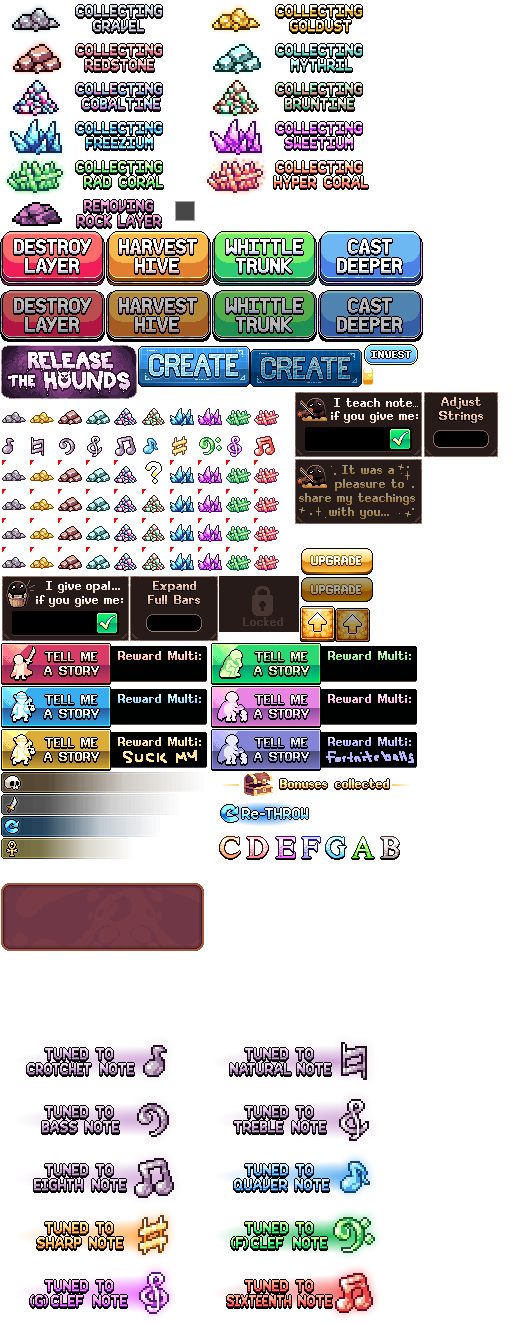 COLLECTING
GRAVEL
COLLECTING
GOLDUST
COLLECTING
REDSTONE
COLLECTING
MYTHRIL
COLLECTING
COBALTINE
COLLECTING
BRUNTINE
COLLECTING
FREEZIUM
COLLECTING
SWEETIUM
COLLECTING
RAD CORAL
COLLECTING
HYPER CORAL
REMOVING
ROCK LAYER
DESTROY
LAYER
HARVEST
HIVE
WHITTLE
TRUNK
CAST
DEEPER
DESTROY
LAYER
HARVEST
HIVE
WHITTLE
TRUNK
CAST
DEEPER
RELEASE
THE HOUNDS
CREATE
CREATE
INVEST
I teach note...
if you give me:
Adjust
Strings
?
It was a
pleasure to
share my teachings
with you...
UPGRADE
UPGRADE
I give opal...
if you give me:
Expand
Full Bars
Locked
TELL ME
A STORY
Reward Multi:
TELL ME
A STORY
Reward Multi:
TELL ME
A STORY
Reward Multi:
TELL ME
A STORY
Reward Multi:
TELL ME
A STORY
Reward Multi:
SUCK MY
TELL ME
A STORY
Reward Multi:
Fortnite balls
Bonuses collected
Re-THROW
C D E F G A B
TUNED TO
CROTCHET NOTE
TUNED TO
NATURAL NOTE
TUNED TO
BASS NOTE
TUNED TO
TREBLE NOTE
TUNED TO
EIGHTH NOTE
TUNED TO
QUAVER NOTE
TUNED TO
SHARP NOTE
TUNED TO
(F)CLEF NOTE
TUNED TO
(G)CLEF NOTE
TUNED TO
SIXTEENTH NOTE